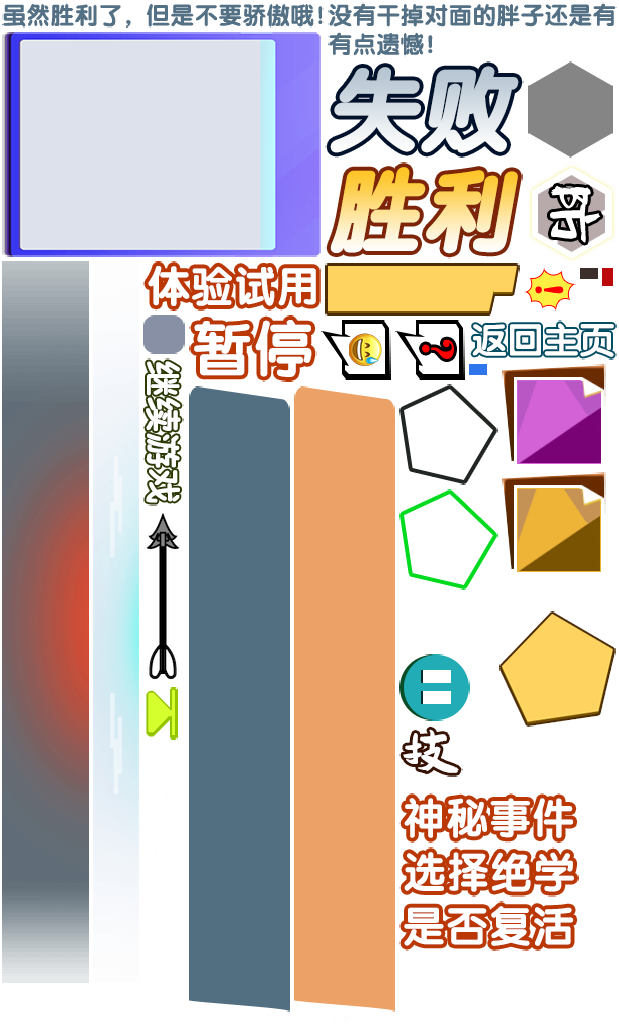 虽然胜利了，但是不要骄傲哦!
没有干掉对面的胖子还是有
有点遗憾!
失败
胜利
体验试用
暂停
返回主页
继续游戏
技
神秘事件
选择绝学
是否复活